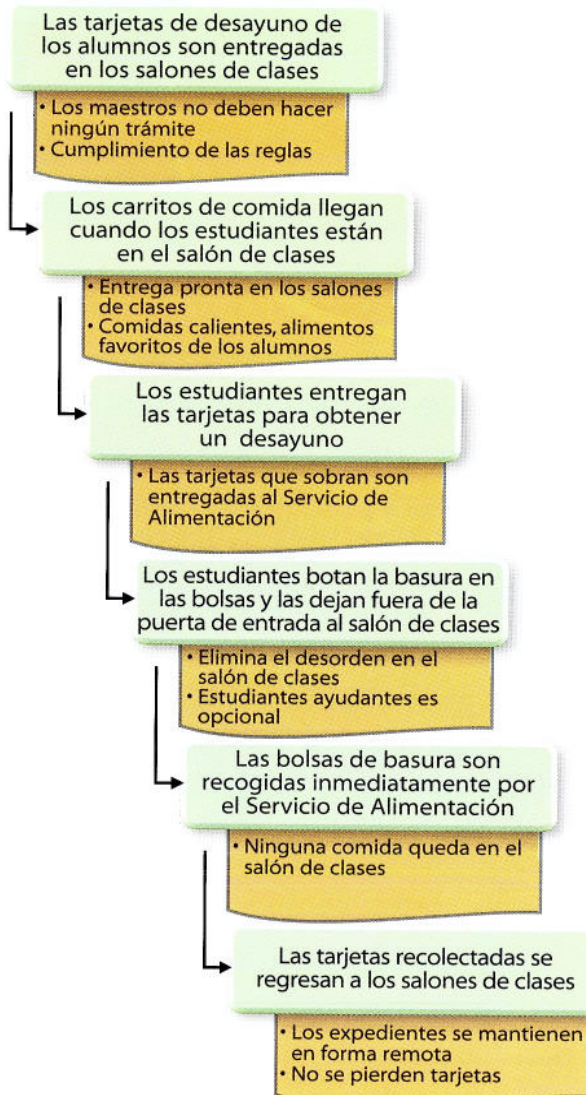 Las tarjetas de desayuno de
los alumnos son entregadas
en los salones de clases
• Los maestros no deben hacer
ningún trámite
• Cumplimiento de las reglas
Los carritos de comida llegan
cuando los estudiantes están
en el salón de clases
• Entrega pronta en los salones
de clases
• Comidas calientes, alimentos
favoritos de los alumnos
Los estudiantes entregan
las tarjetas para obtener
un desayuno
• Las tarjetas que sobran son
entregadas al Servicio de
Alimentación
Los estudiantes botan la basura en
las bolsas y las dejan fuera de la
puerta de entrada al salón de clases
• Elimina el desorden en el
salón de clases
• Estudiantes ayudantes es
opcional
Las bolsas de basura son
recogidas inmediatamente por
el Servicio de Alimentación
• Ninguna comida queda en el
salón de clases
Las tarjetas recolectadas se
regresan a los salones de clases
• Los expedientes se mantienen
en forma remota
• No se pierden tarjetas